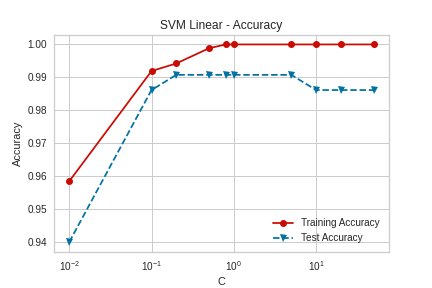 SVM Linear - Accuracy
1.00
0.99
0.98
0.97
0.96
0.95
0.94
Accuracy
Training Accuracy
Test Accuracy
10⁻² 10⁻¹ 10⁰ 10¹
C